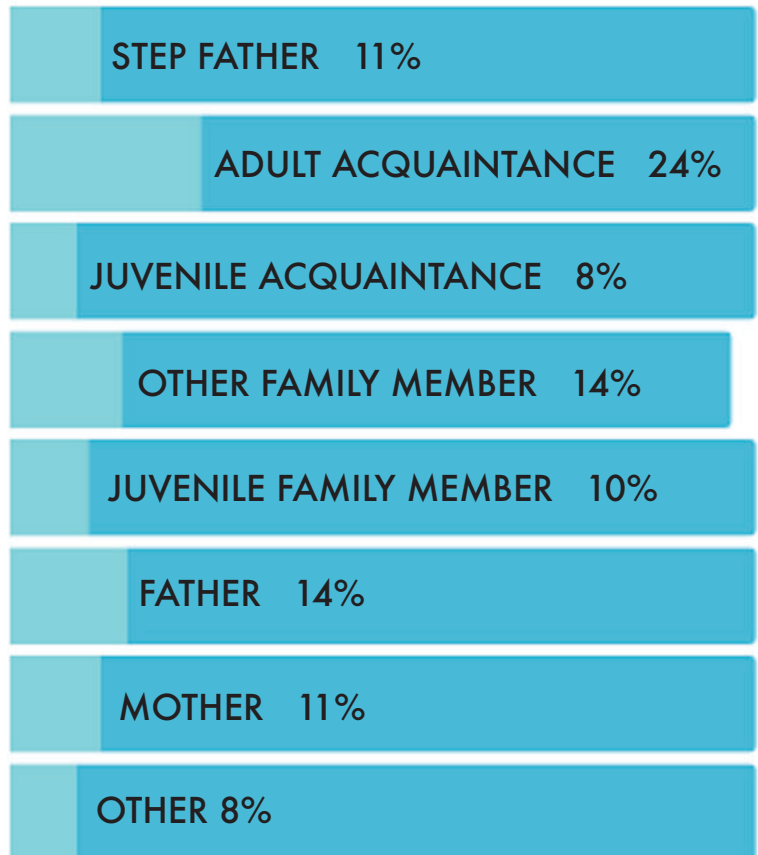 STEP FATHER 11%
ADULT ACQUAINTANCE 24%
JUVENILE ACQUAINTANCE 8%
OTHER FAMILY MEMBER 14%
JUVENILE FAMILY MEMBER 10%
FATHER 14%
MOTHER 11%
OTHER 8%